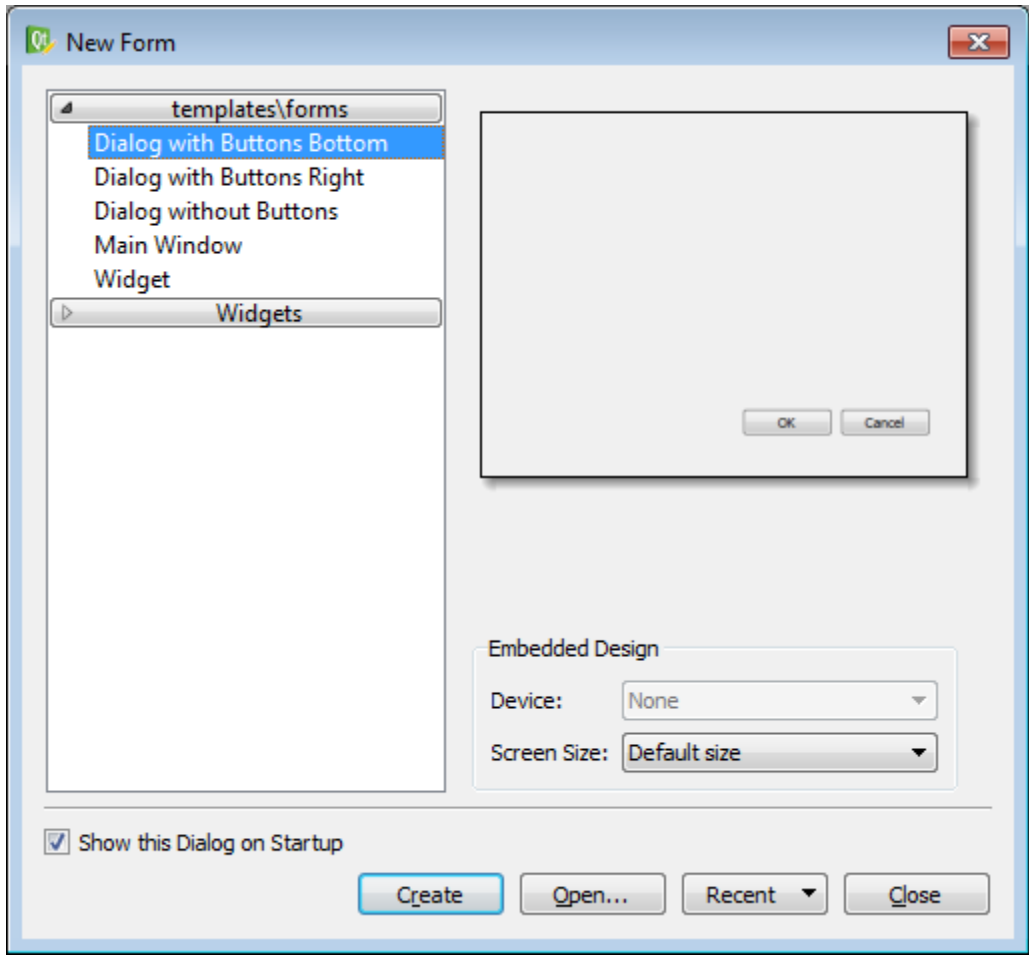 New Form
templates\forms
Dialog with Buttons Bottom
Dialog with Buttons Right
Dialog without Buttons
Main Window
Widget
Widgets
OK Cancel
Embedded Design
Device: None
Screen Size: Default size
Show this Dialog on Startup
Create Open... Recent Close